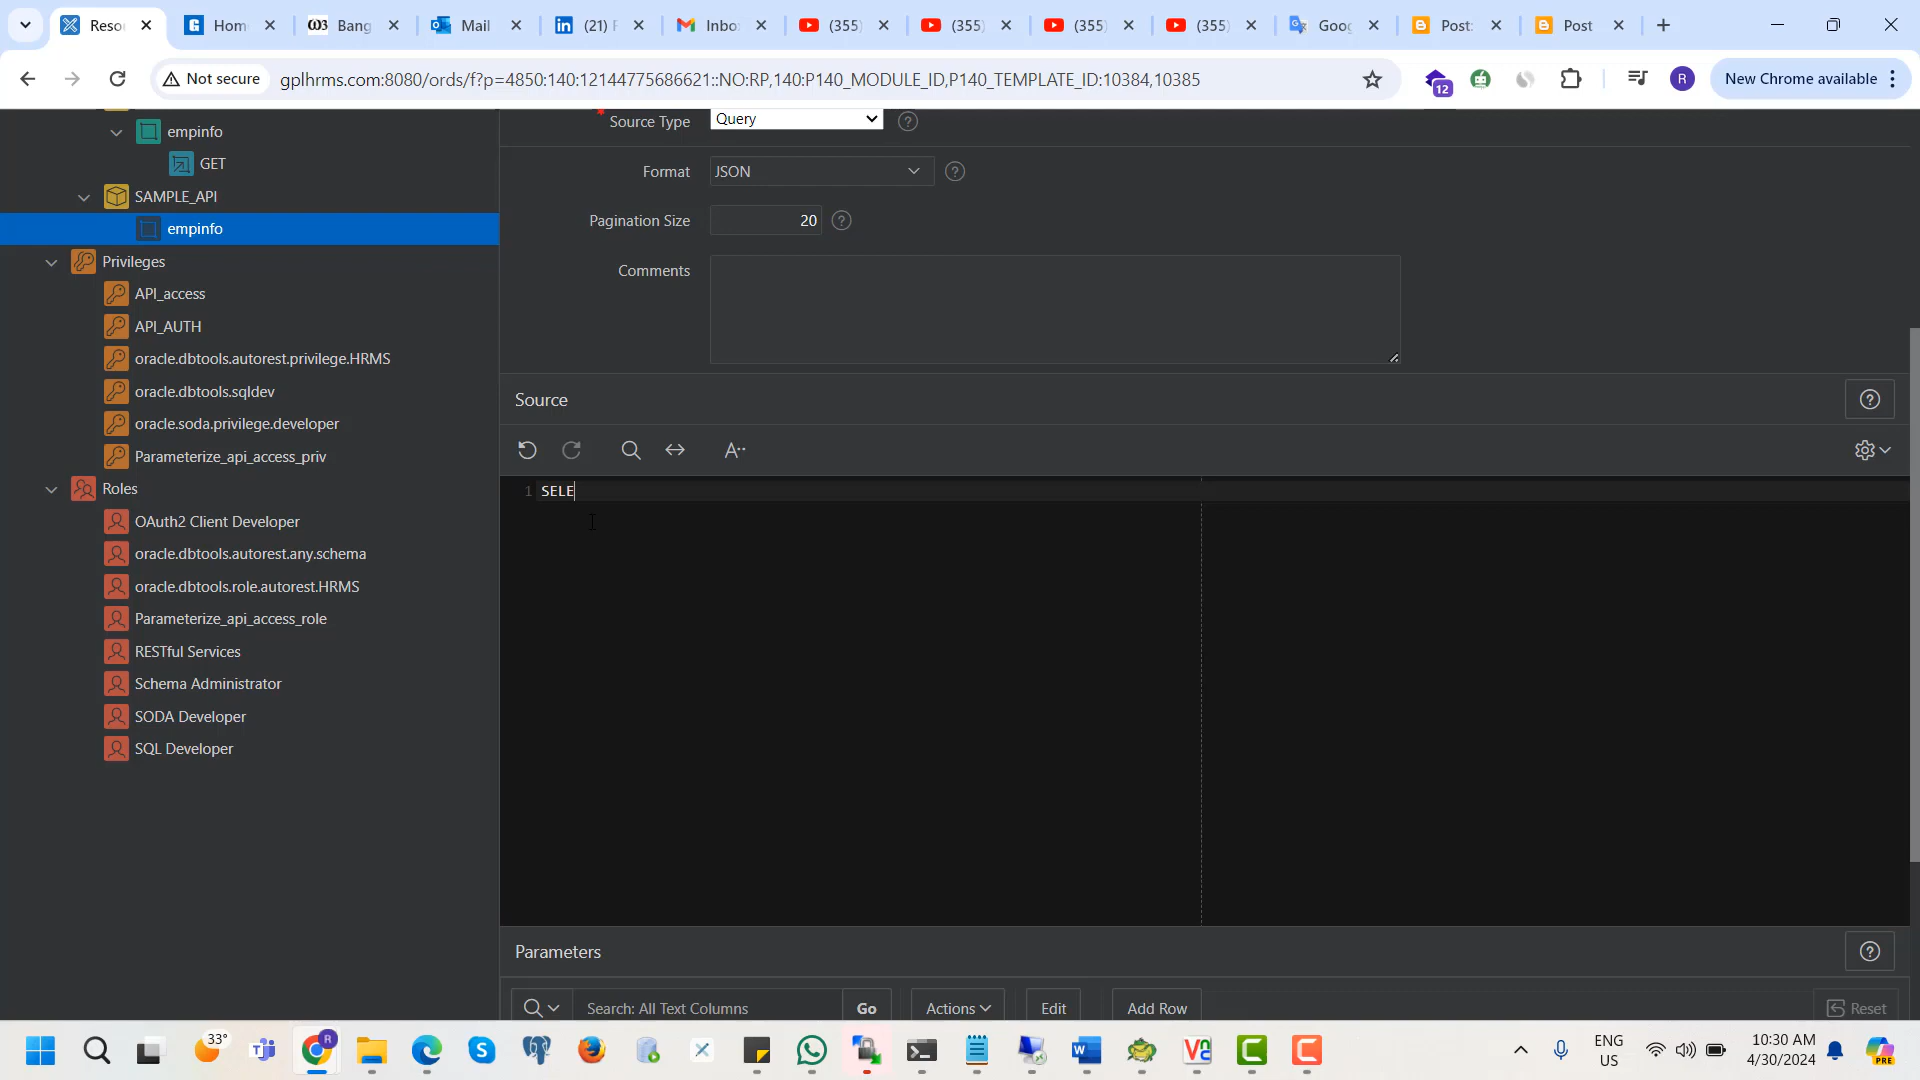 Resou
Hom
ω3 Bang
Mail
(21) F
Inbo
(355)
(355)
(355)
(355)
Goog
Post:
Post
Not secure
gplhrms.com:8080/ords/f?p=4850:140:12144775686621::NO:RP,140:P140_MODULE_ID,P140_TEMPLATE_ID:10384,10385
12
R
New Chrome available
empinfo
GET
SAMPLE_API
empinfo
Privileges
API_access
API_AUTH
oracle.dbtools.autorest.privilege.HRMS
oracle.dbtools.sqldev
oracle.soda.privilege.developer
Parameterize_api_access_priv
Roles
OAuth2 Client Developer
oracle.dbtools.autorest.any.schema
oracle.dbtools.role.autorest.HRMS
Parameterize_api_access_role
RESTful Services
Schema Administrator
SODA Developer
SQL Developer
* Source Type Query
Format JSON
Pagination Size 20
Comments
Source
1 SELE
Parameters
Search: All Text Columns
Go
Actions
Edit
Add Row
Reset
33°
ENG
US
10:30 AM
4/30/2024
PRE